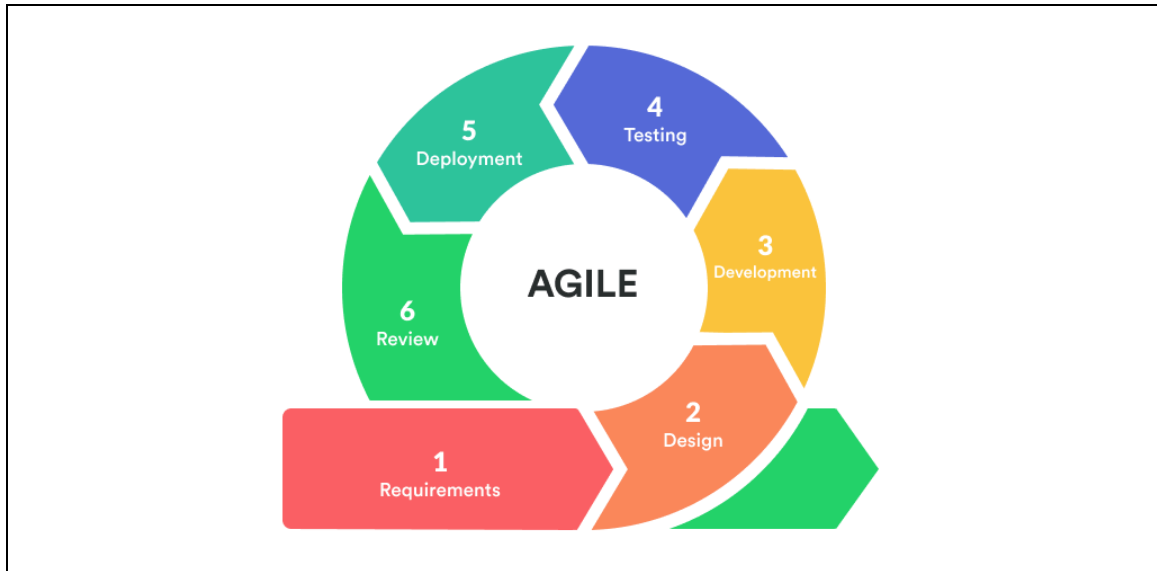 AGILE
1
Requirements
2
Design
3
Development
4
Testing
5
Deployment
6
Review